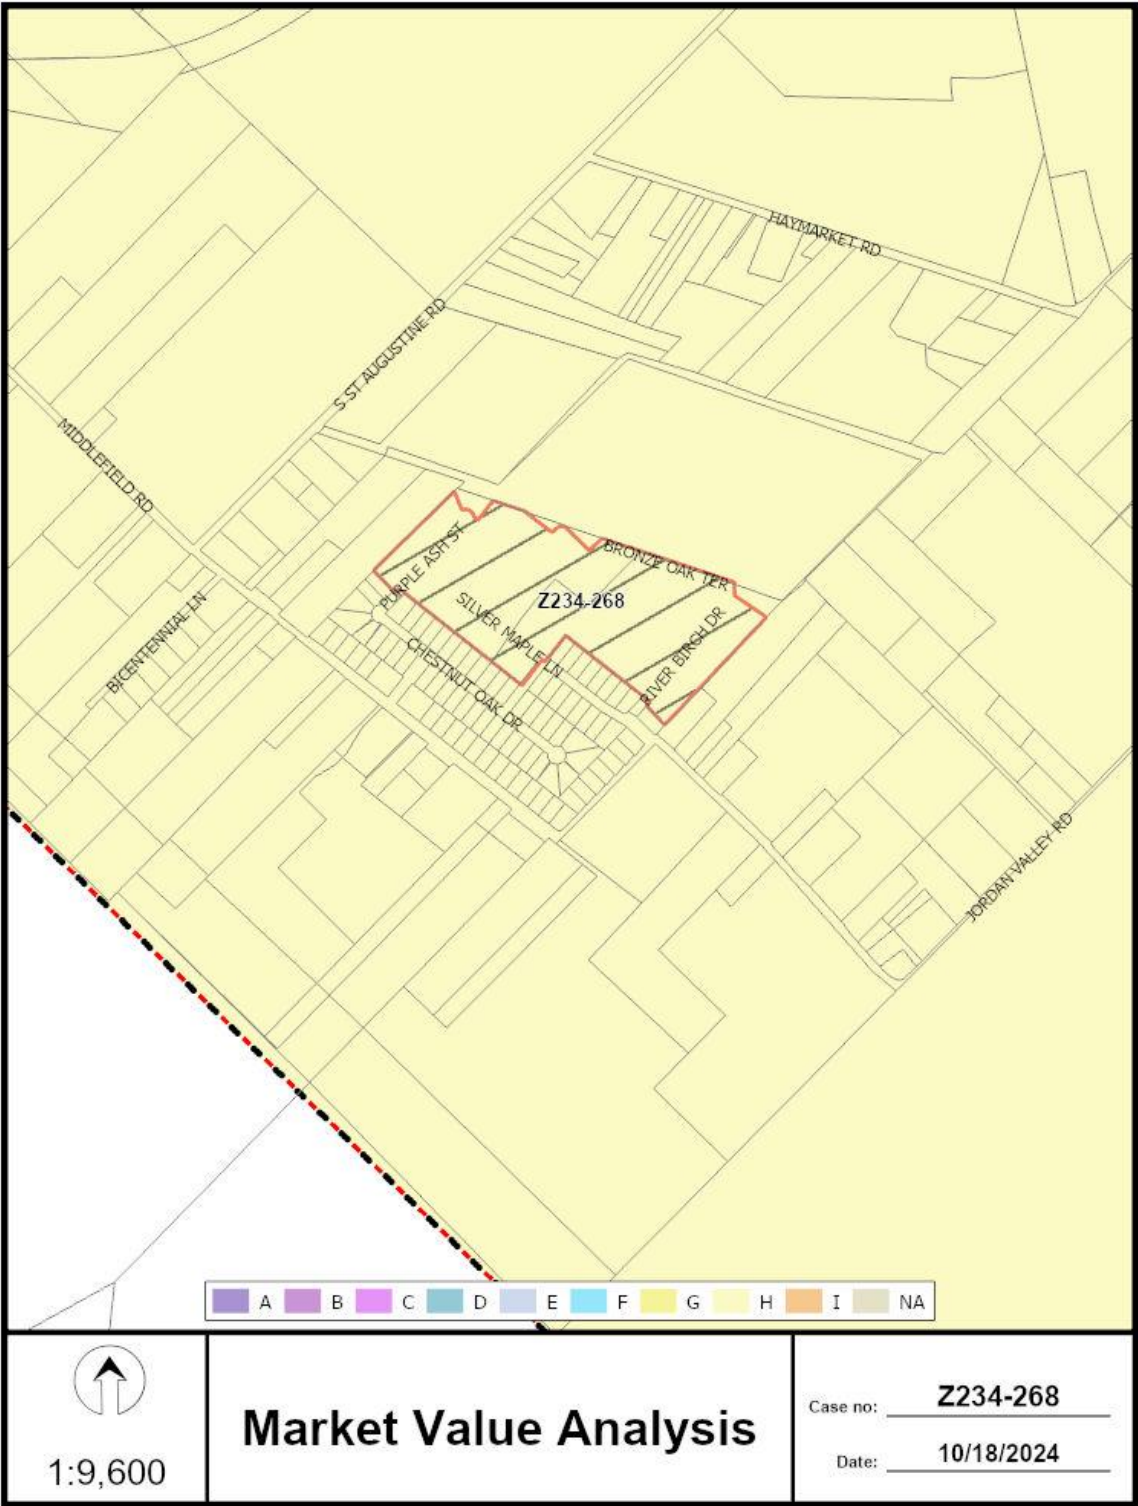 HAYMARKET RD
S ST AUGUSTINE RD
MIDDLEFIELD RD
PURPLE ASH ST
BRONZE OAK TER
Z234-268
SILVER MAPLE LN
RIVER BIRCH DR
BICENTENNIAL LN
CHESTNUT OAK DR
JORDAN VALLEY RD
A B C D E F G H I NA
1:9,600
Market Value Analysis
Case no: Z234-268
Date: 10/18/2024